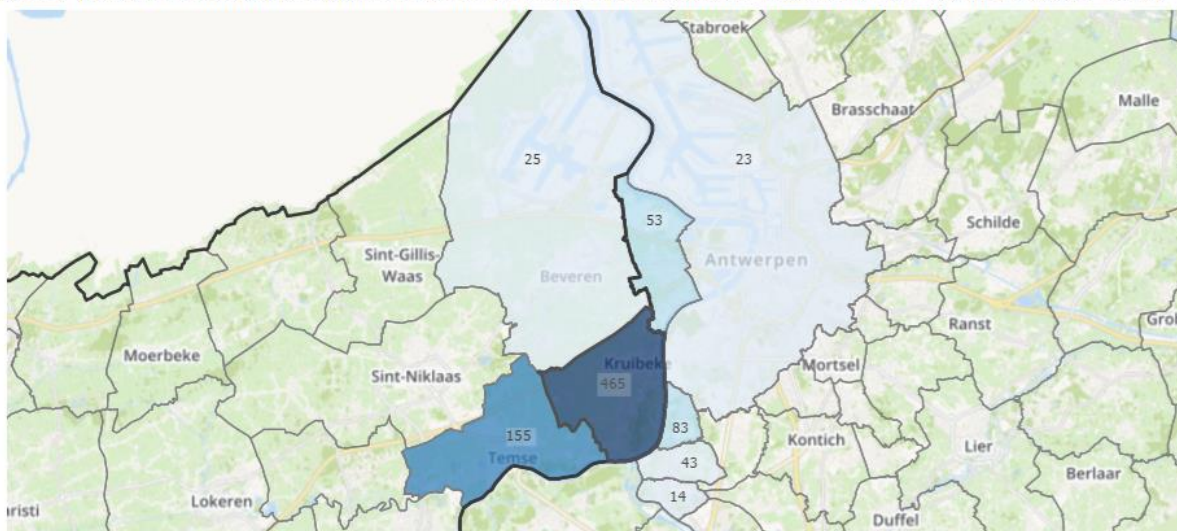 Stabroek
Brasschaat
Malle
25
23
53
Schilde
Sint-Gillis-
Waas
Beveren
Antwerpen
Ranst
Moerbeke
Sint-Niklaas
Kruibeke
465
Mortsel
155
Temse
83
43
14
Kontich
Lier
Berlaar
Lokeren
Duffel